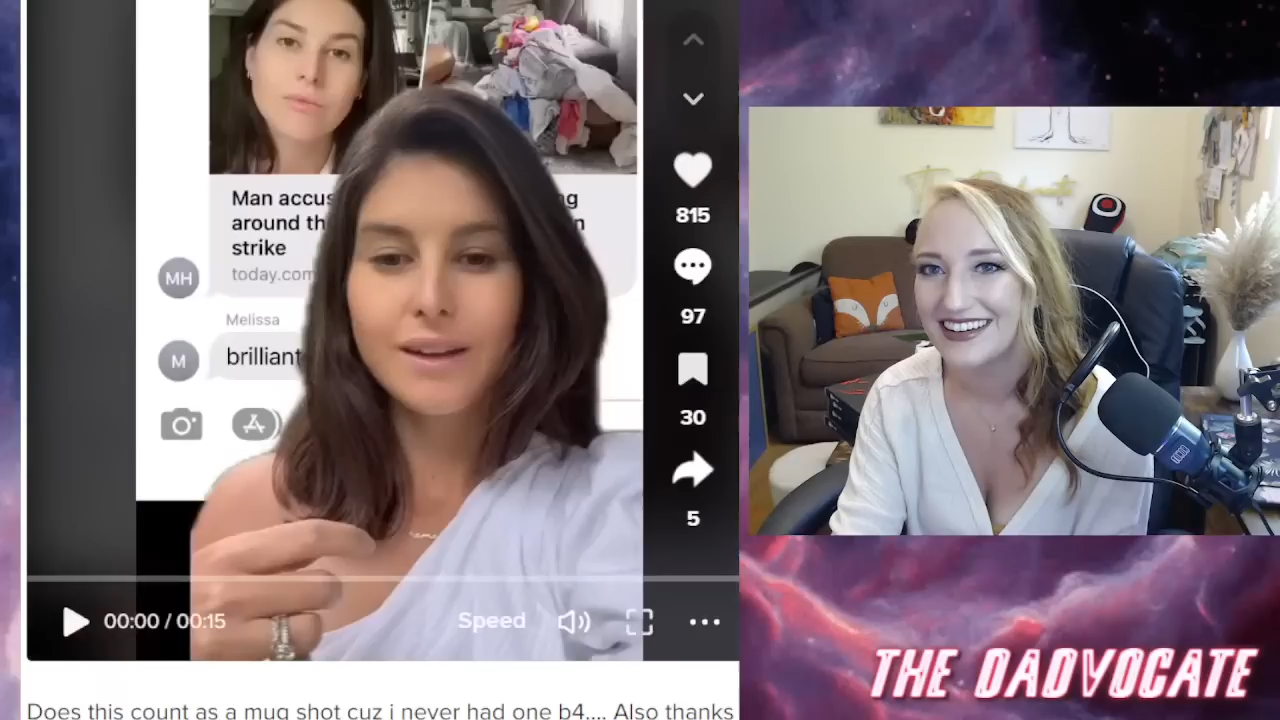 Man accus
ng
around th
n
strike
today.com
MH
Melissa
M
brilliant
815
97
30
5
00:00 / 00:15
Speed
Does this count as a mug shot cuz i never had one b4.... Also thanks
THE DADVOCATE